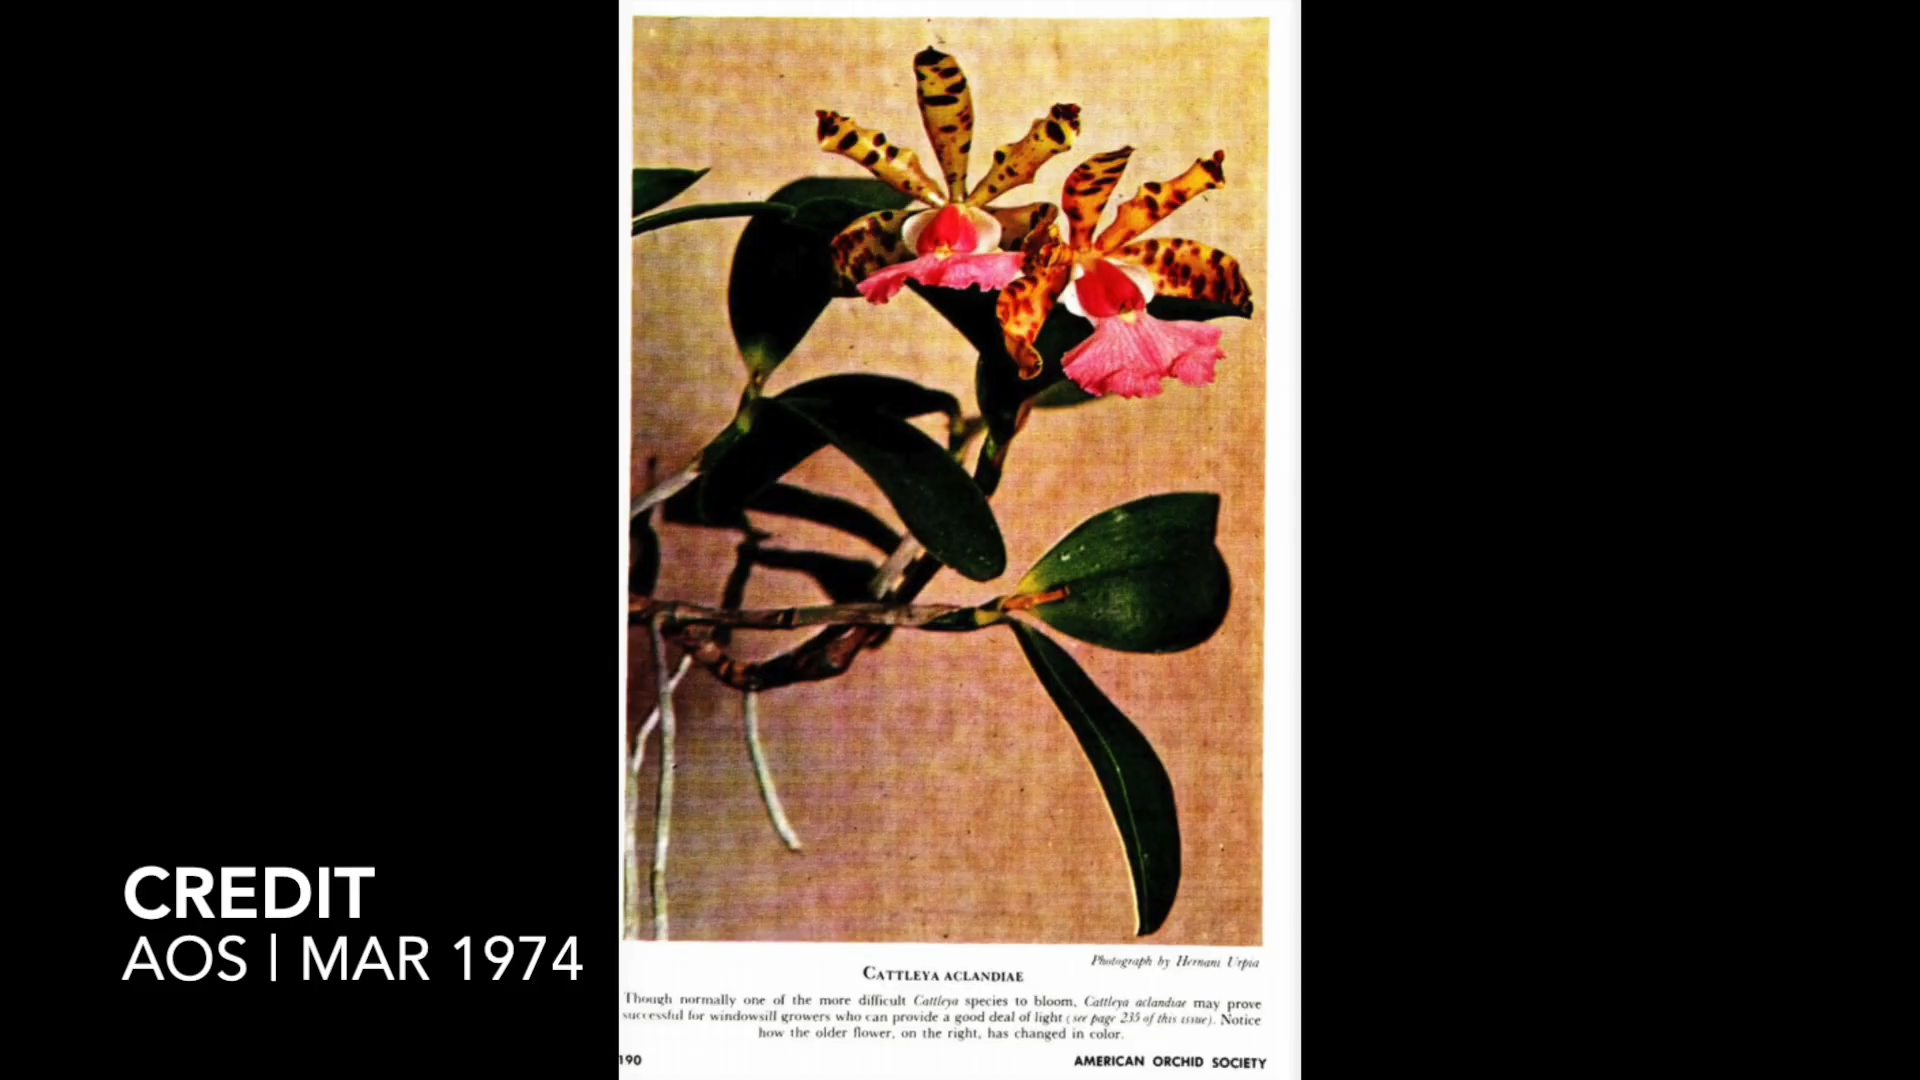 CREDIT
AOS | MAR 1974
Photograph by Hernani Urpia
CATTLEYA ACLANDIAE
Though normally one of the more difficult Cattleya species to bloom, Cattleya aclandiae may prove
successful for windowsill growers who can provide a good deal of light (see page 235 of this issue). Notice
how the older flower, on the right, has changed in color.
190
AMERICAN ORCHID SOCIETY